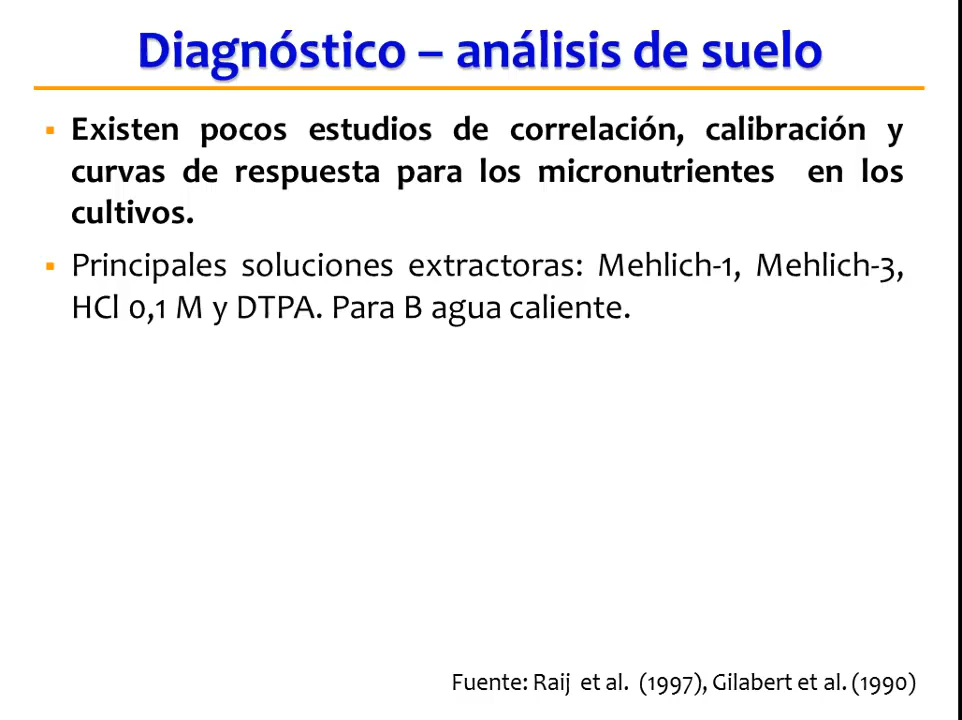 Diagnóstico – análisis de suelo
▪ Existen pocos estudios de correlación, calibración y
curvas de respuesta para los micronutrientes en los
cultivos.
▪ Principales soluciones extractoras: Mehlich-1, Mehlich-3,
HCl 0,1 M y DTPA. Para B agua caliente.
Fuente: Raij et al. (1997), Gilabert et al. (1990)